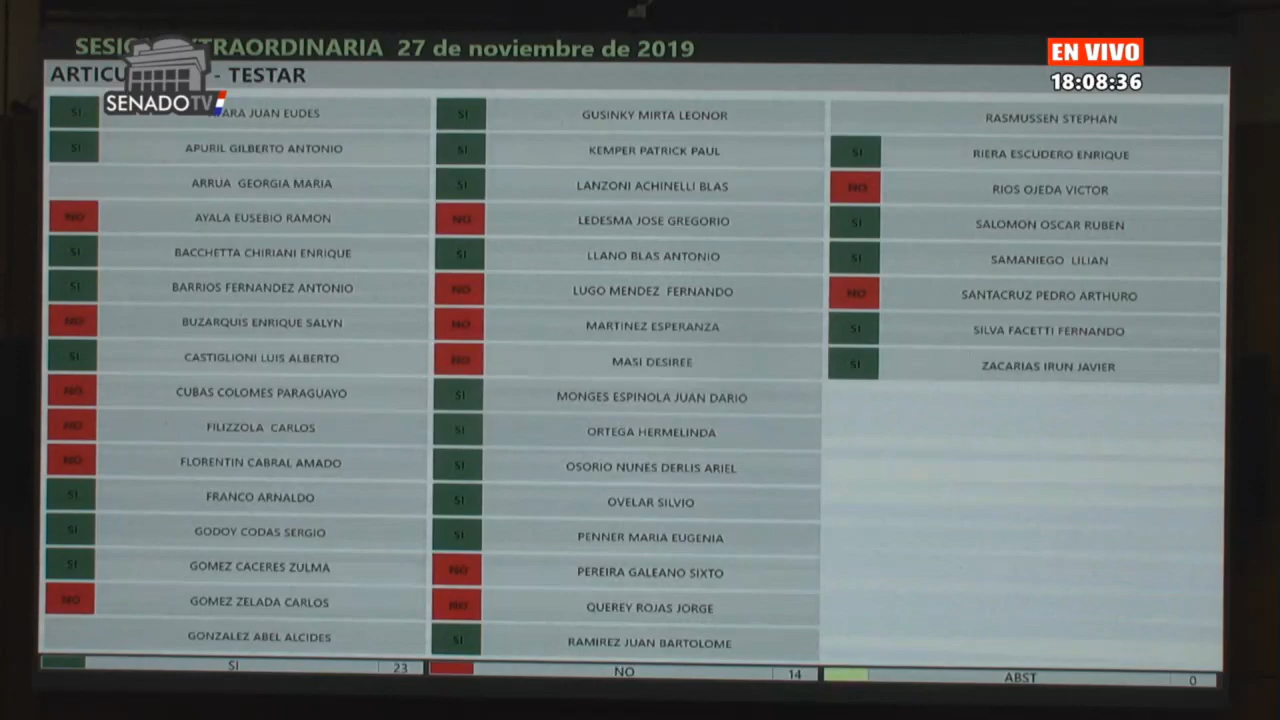 SESI TRAORDINARIA 27 de noviembre de 2019
EN VIVO
ARTICU - TESTAR
18:08:36
SENADO TV
SI ARA JUAN EUDES
SI APURIL GILBERTO ANTONIO
ARRUA GEORGIA MARIA
NO AYALA EUSEBIO RAMON
SI BACCHETTA CHIRIANI ENRIQUE
SI BARRIOS FERNANDEZ ANTONIO
NO BUZARQUIS ENRIQUE SALYN
SI CASTIGLIONI LUIS ALBERTO
NO CUBAS COLOMES PARAGUAYO
NO FILIZZOLA CARLOS
NO FLORENTIN CABRAL AMADO
SI FRANCO ARNALDO
SI GODOY CODAS SERGIO
SI GOMEZ CACERES ZULMA
NO GOMEZ ZELADA CARLOS
GONZALEZ ABEL ALCIDES
SI GUSINKY MIRTA LEONOR
SI KEMPER PATRICK PAUL
SI LANZONI ACHINELLI BLAS
NO LEDESMA JOSE GREGORIO
SI LLANO BLAS ANTONIO
NO LUGO MENDEZ FERNANDO
NO MARTINEZ ESPERANZA
NO MASI DESIREE
SI MONGES ESPINOLA JUAN DARIO
SI ORTEGA HERMELINDA
SI OSORIO NUNES DERLIS ARIEL
SI OVELAR SILVIO
SI PENNER MARIA EUGENIA
NO PEREIRA GALEANO SIXTO
NO QUEREY ROJAS JORGE
SI RAMIREZ JUAN BARTOLOME
RASMUSSEN STEPHAN
SI RIERA ESCUDERO ENRIQUE
NO RIOS OJEDA VICTOR
SI SALOMON OSCAR RUBEN
SI SAMANIEGO LILIAN
NO SANTACRUZ PEDRO ARTHURO
SI SILVA FACETTI FERNANDO
SI ZACARIAS IRUN JAVIER
SI 23
NO 14
ABST 0